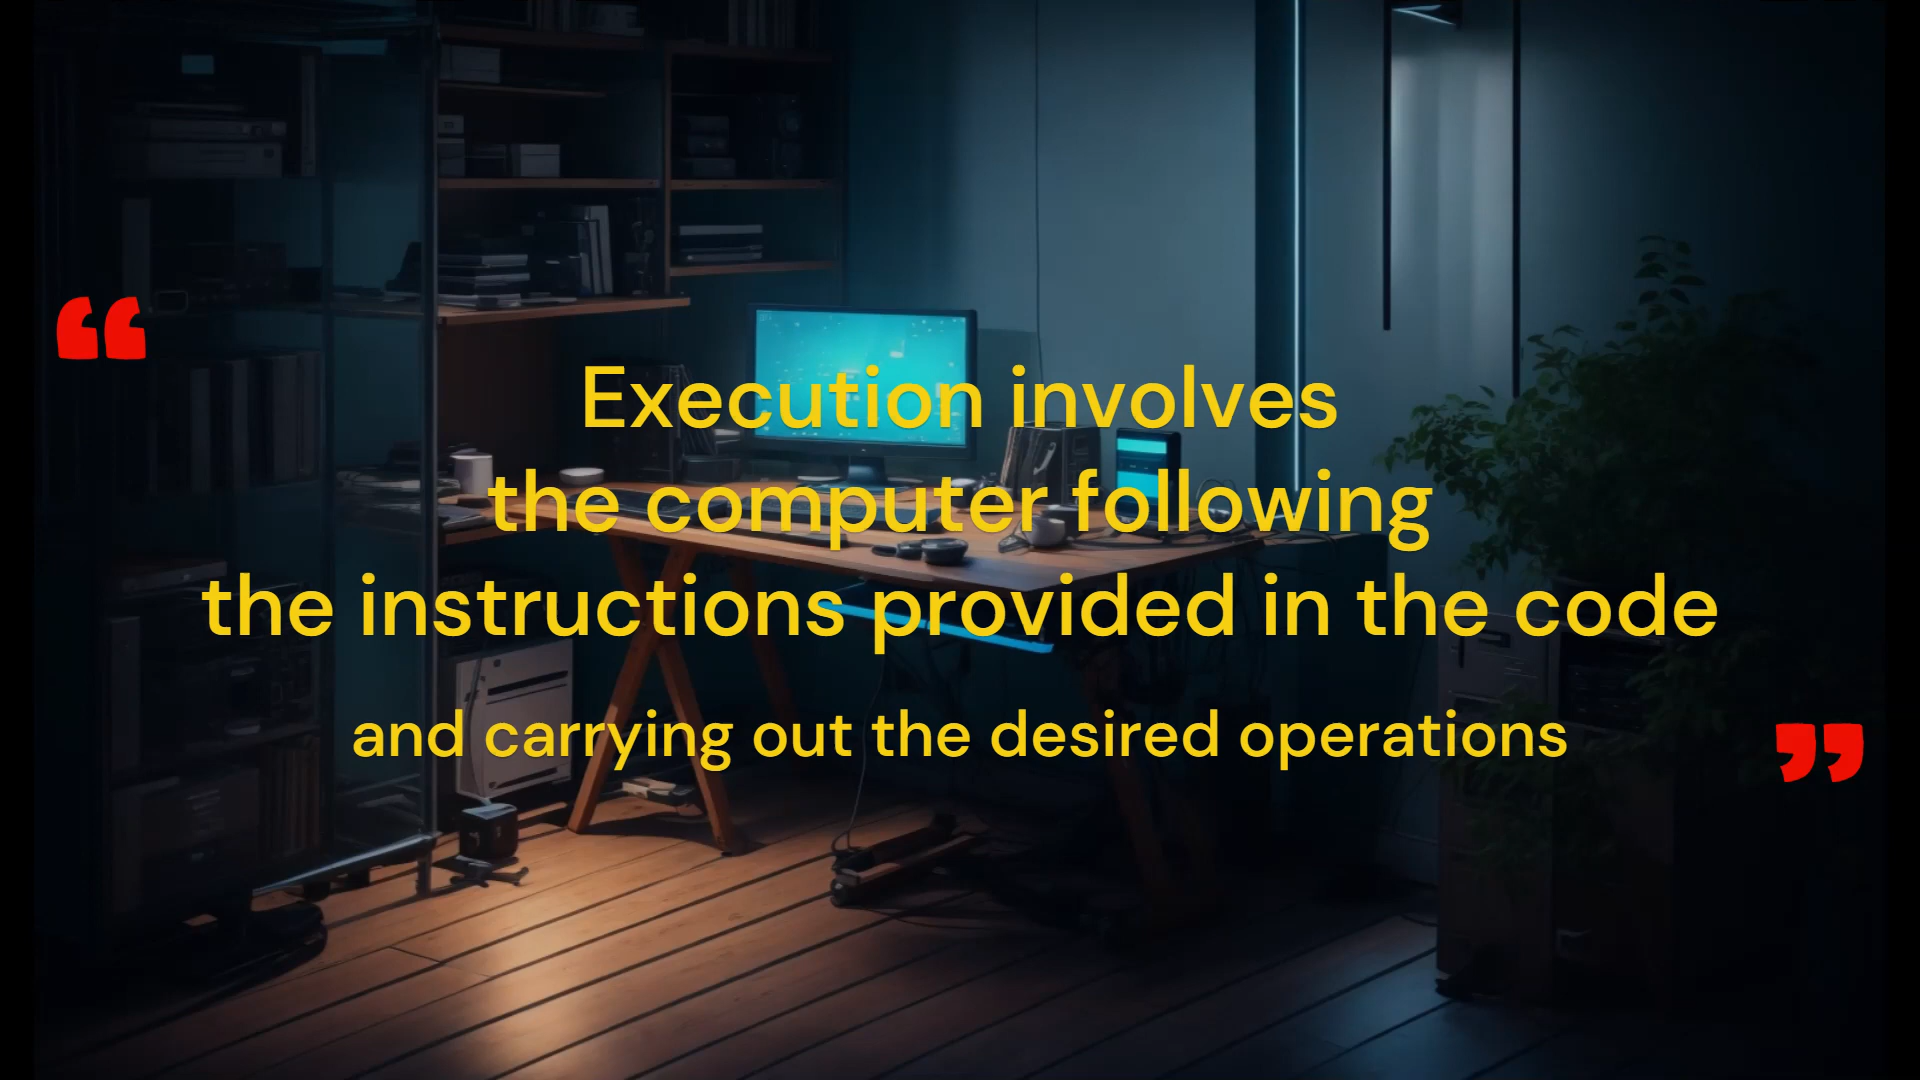 “
Execution involves
the computer following
the instructions provided in the code
and carrying out the desired operations
”